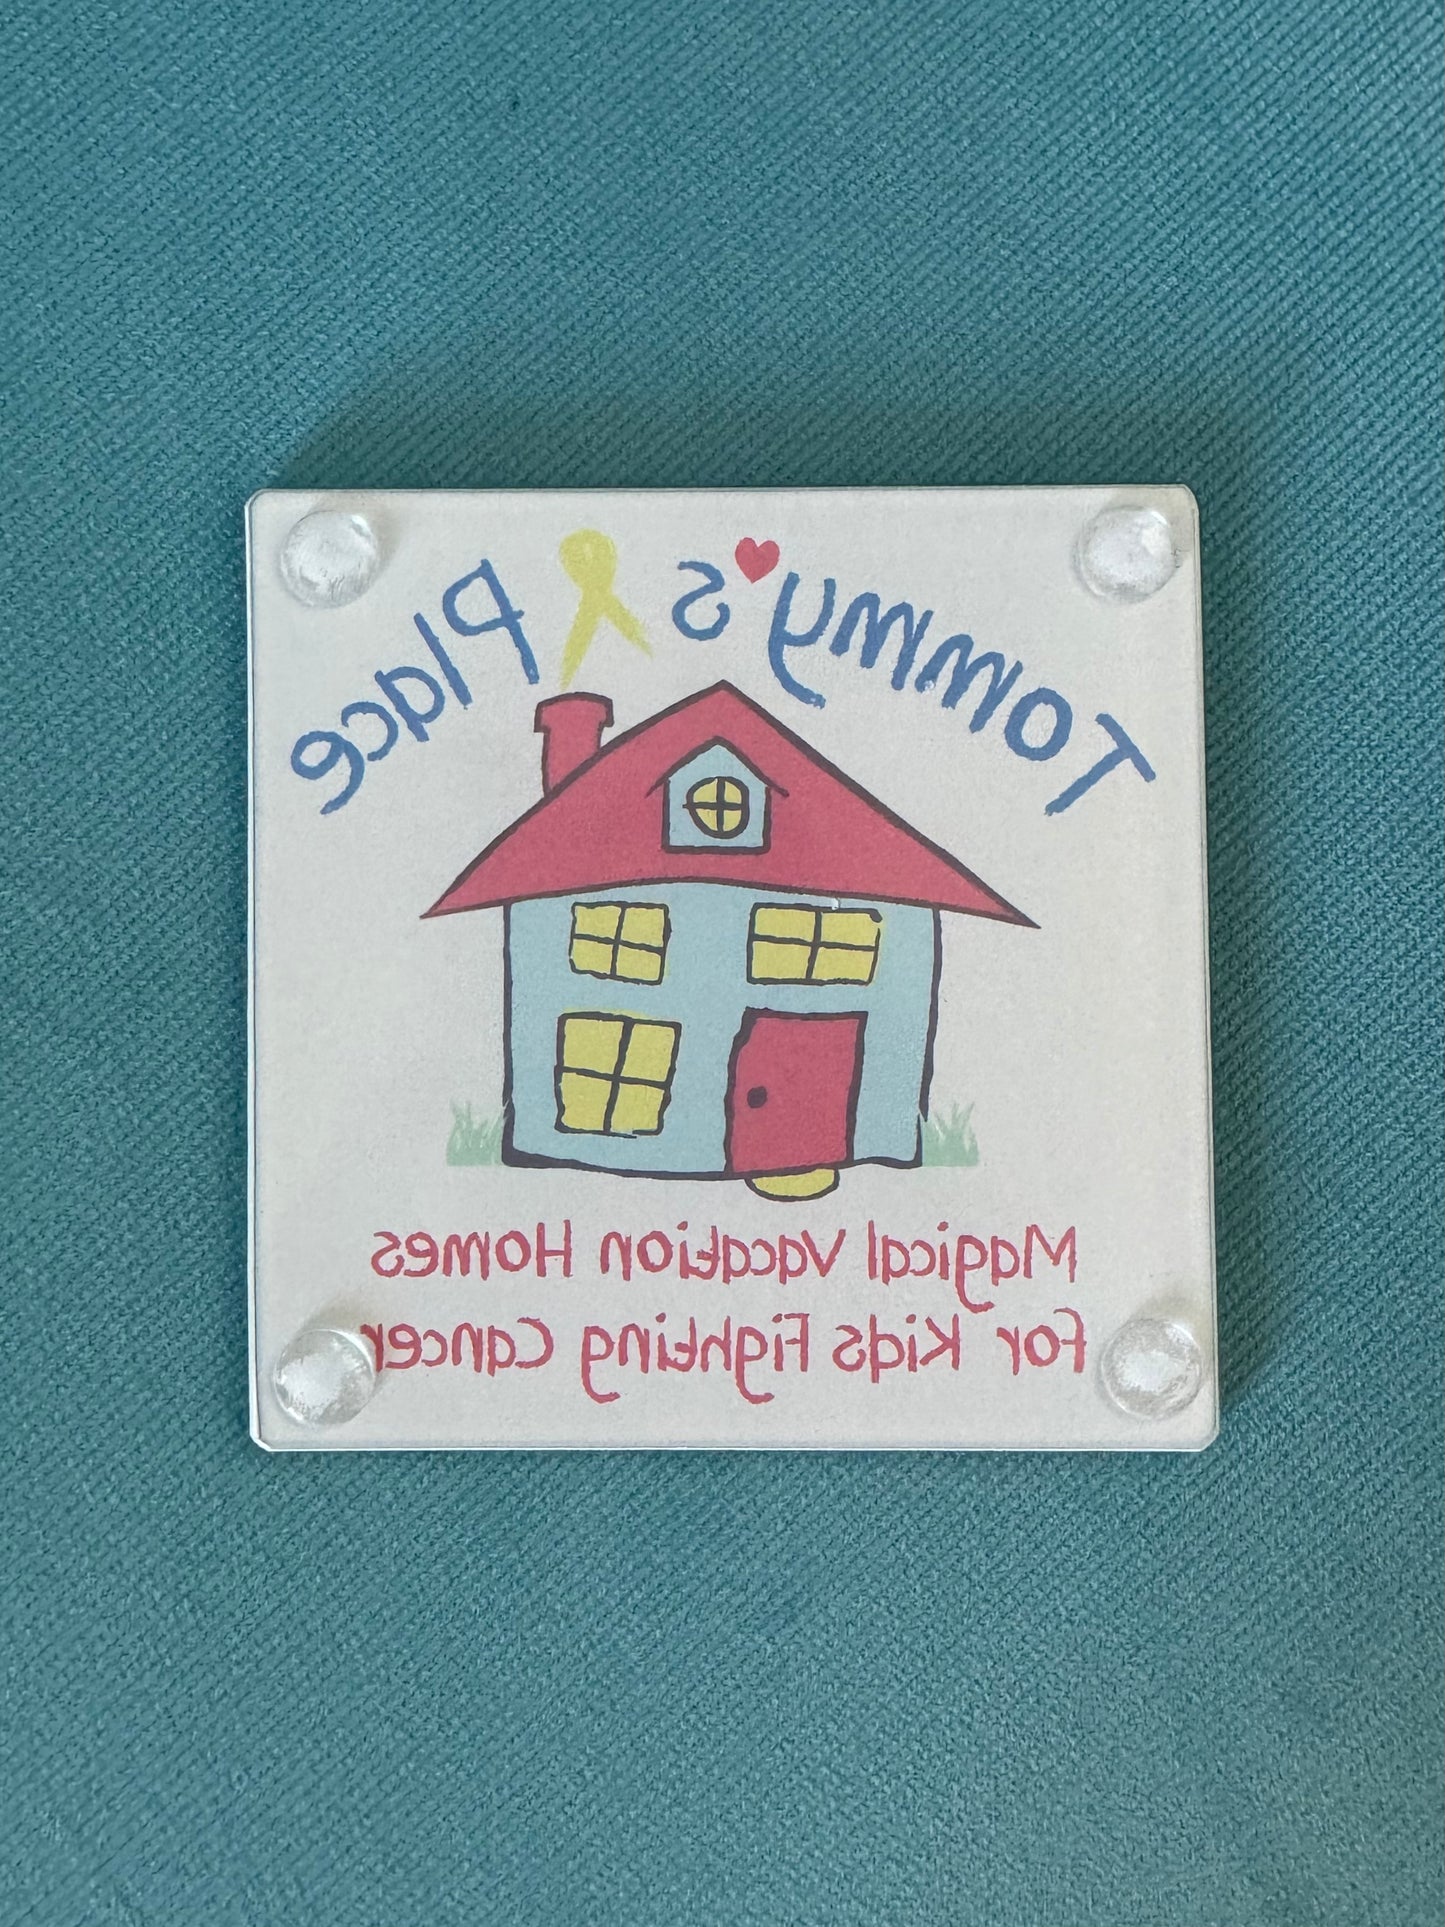 Tommy's Place
Magical Vacation Homes
for Kids Fighting Cancer